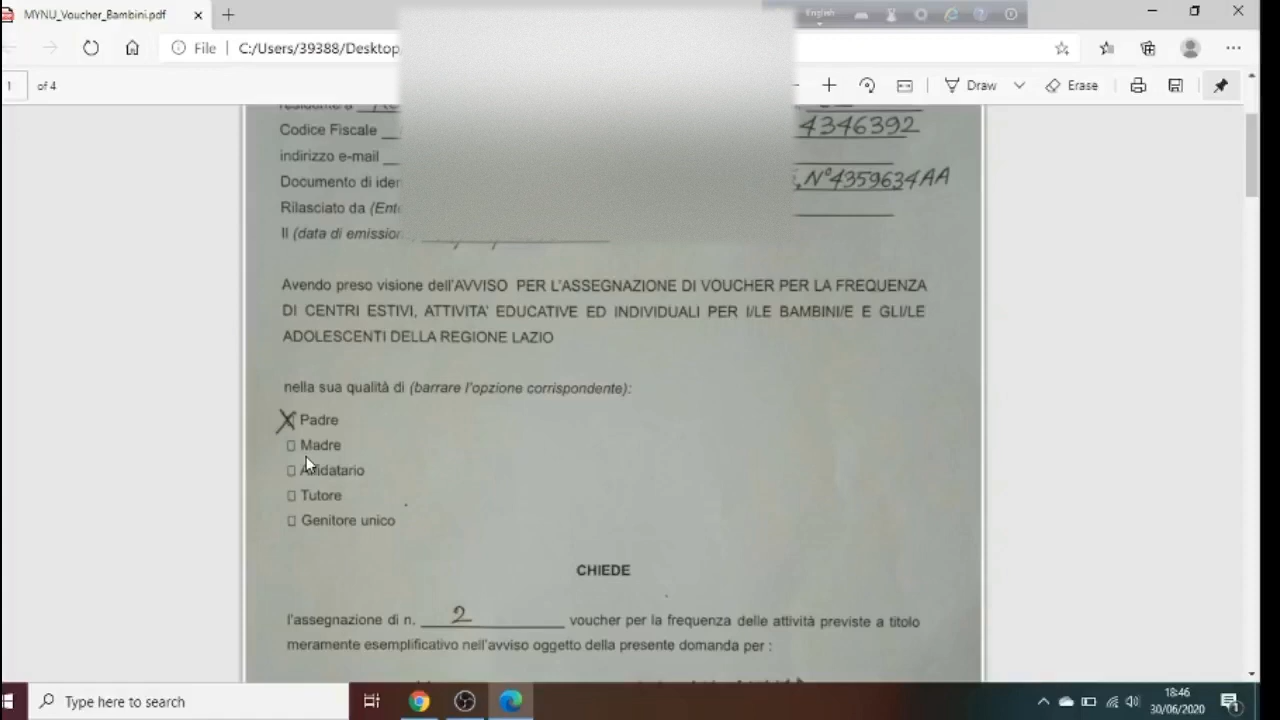 MYNU_Voucher_Bambini.pdf
English
File C:/Users/39388/Desktop
1 of 4 Draw Erase
residente a
Codice Fiscale 4346392
indirizzo e-mail
Documento di iden N°4359634AA
Rilasciato da (Ente
Il (data di emission
Avendo preso visione dell'AVVISO PER L'ASSEGNAZIONE DI VOUCHER PER LA FREQUENZA
DI CENTRI ESTIVI, ATTIVITA' EDUCATIVE ED INDIVIDUALI PER I/LE BAMBINI/E E GLI/LE
ADOLESCENTI DELLA REGIONE LAZIO
nella sua qualità di (barrare l'opzione corrispondente):
X Padre
Madre
Affidatario
Tutore
Genitore unico
CHIEDE
l'assegnazione di n. 2 voucher per la frequenza delle attività previste a titolo
meramente esemplificativo nell'avviso oggetto della presente domanda per :
Type here to search
18:46
30/06/2020